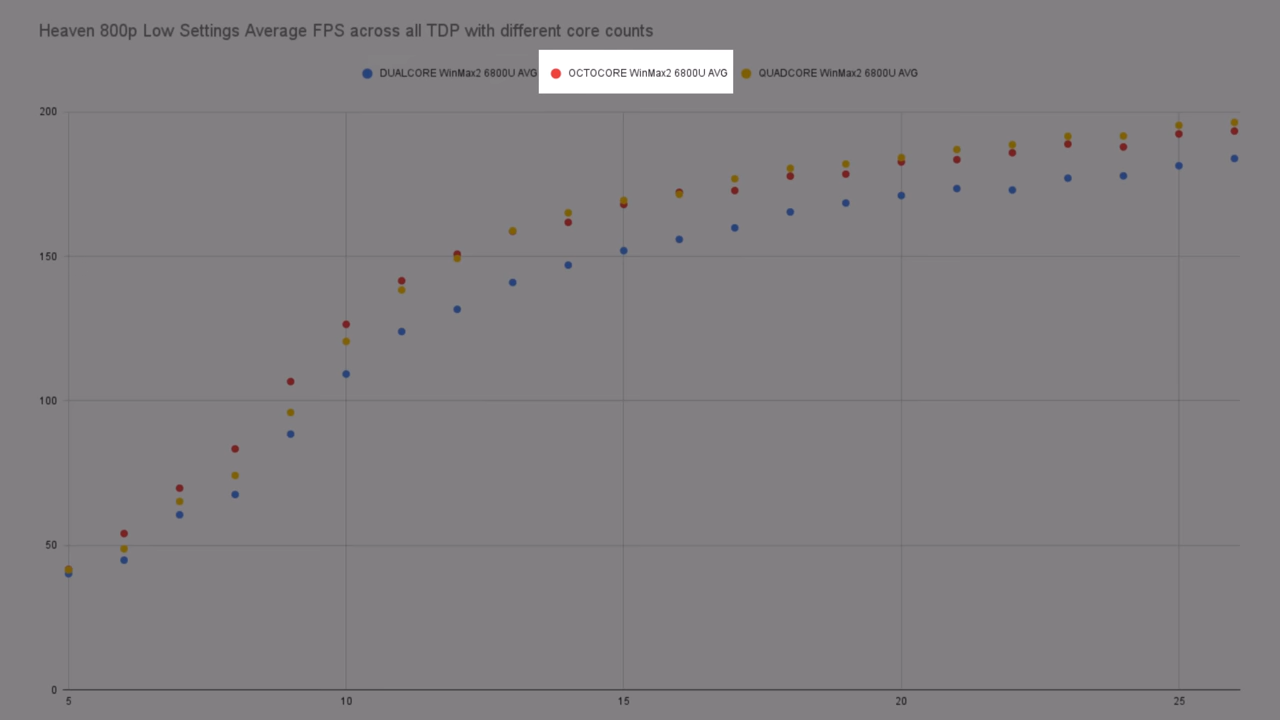 Heaven 800p Low Settings Average FPS across all TDP with different core counts
DUALCORE WinMax2 6800U AVG OCTOCORE WinMax2 6800U AVG QUADCORE WinMax2 6800U AVG
200
150
100
50
0
5 10 15 20 25